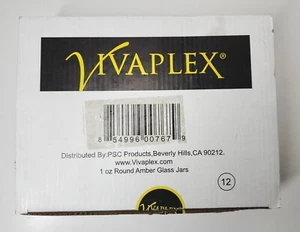 VIVAPLEX®
8 54996 00767 9
Distributed By:PSC Products,Beverly Hills,CA 90212.
www.Vivaplex.com
1 oz Round Amber Glass Jars
12